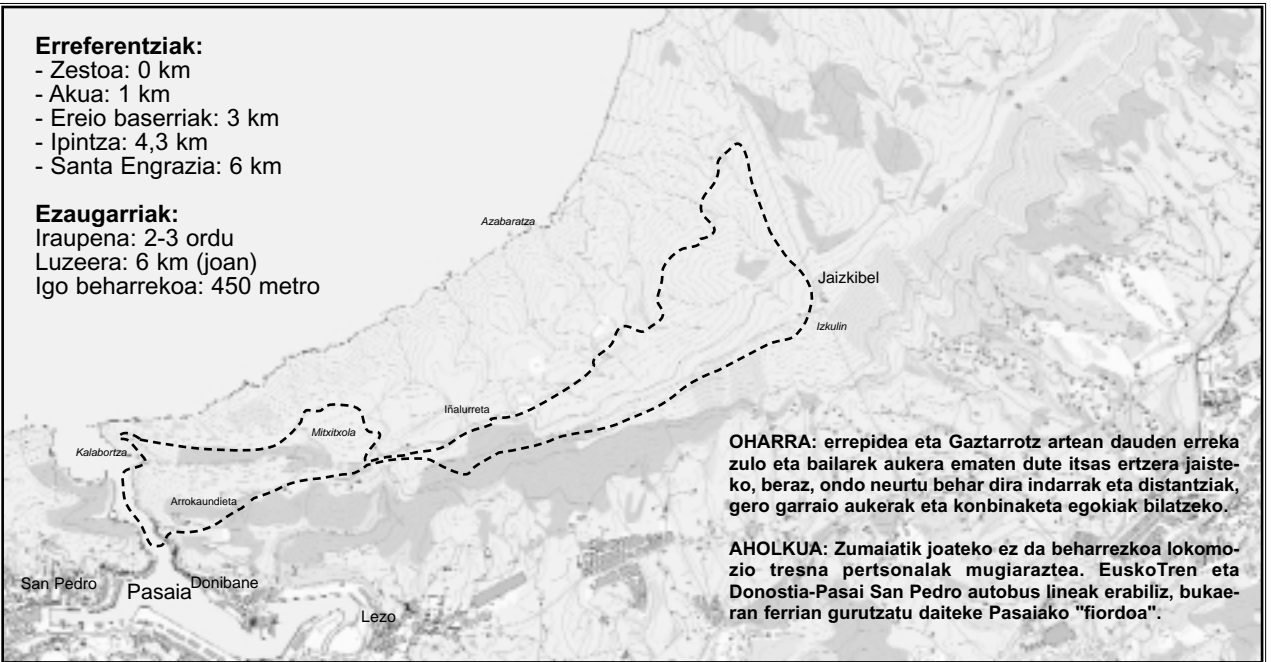 Erreferentziak:
- Zestoa: 0 km
- Akua: 1 km
- Ereio baserriak: 3 km
- Ipintza: 4,3 km
- Santa Engrazia: 6 km
Ezaugarriak:
Iraupena: 2-3 ordu
Luzeera: 6 km (joan)
Igo beharrekoa: 450 metro
Azabaratza
Jaizkibel
Izkulin
Iñalurreta
Mitxitxola
Kalabortza
Arrokaundieta
San Pedro
Pasaia
Donibane
Lezo
OHARRA: errepidea eta Gaztarrotz artean dauden erreka
zulo eta bailarek aukera ematen dute itsas ertzera jaiste-
ko, beraz, ondo neurtu behar dira indarrak eta distantziak,
gero garraio aukerak eta konbinaketa egokiak bilatzeko.
AHOLKUA: Zumaiatik joateko ez da beharrezkoa lokomo-
zio tresna pertsonalak mugiaraztea. EuskoTren eta
Donostia-Pasai San Pedro autobus lineak erabiliz, bukae-
ran ferrian gurutzatu daiteke Pasaiako "fiordoa".